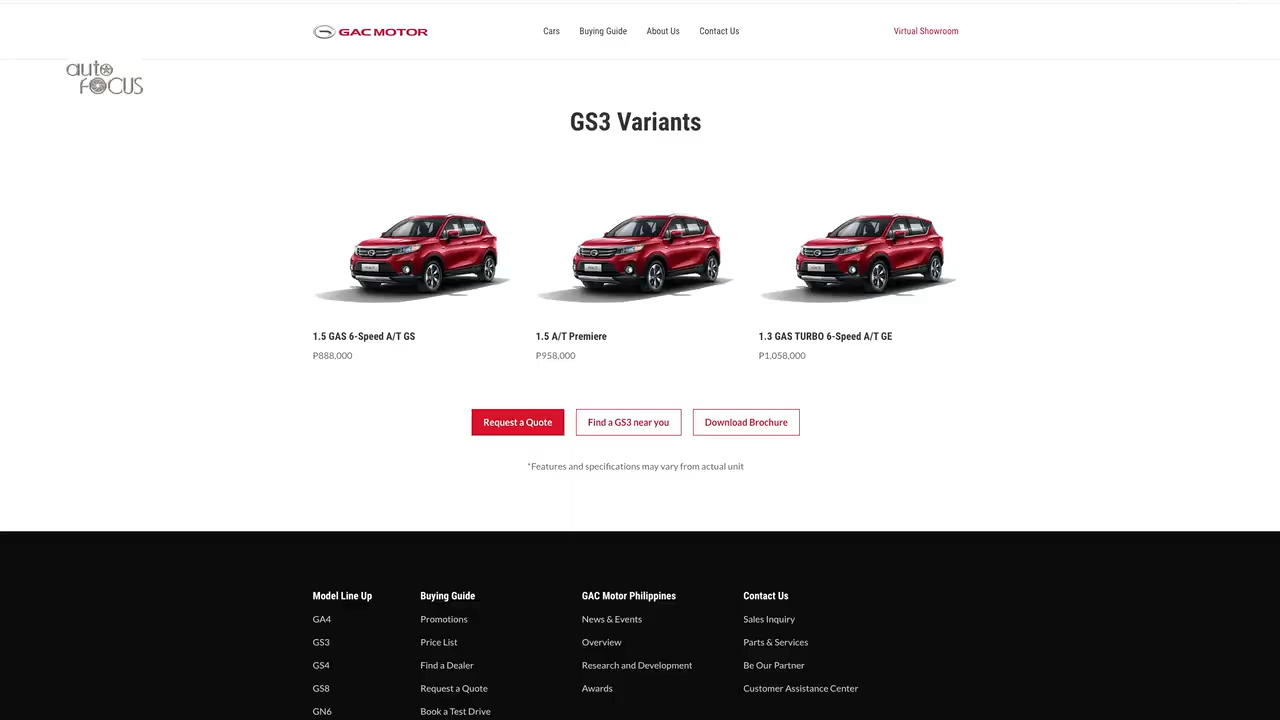 GAC MOTOR
Cars
Buying Guide
About Us
Contact Us
Virtual Showroom
auto
focus
GS3 Variants
1.5 GAS 6-Speed A/T GS
P888,000
1.5 A/T Premiere
P958,000
1.3 GAS TURBO 6-Speed A/T GE
P1,058,000
Request a Quote
Find a GS3 near you
Download Brochure
*Features and specifications may vary from actual unit
Model Line Up
GA4
GS3
GS4
GS8
GN6
Buying Guide
Promotions
Price List
Find a Dealer
Request a Quote
Book a Test Drive
GAC Motor Philippines
News & Events
Overview
Research and Development
Awards
Contact Us
Sales Inquiry
Parts & Services
Be Our Partner
Customer Assistance Center